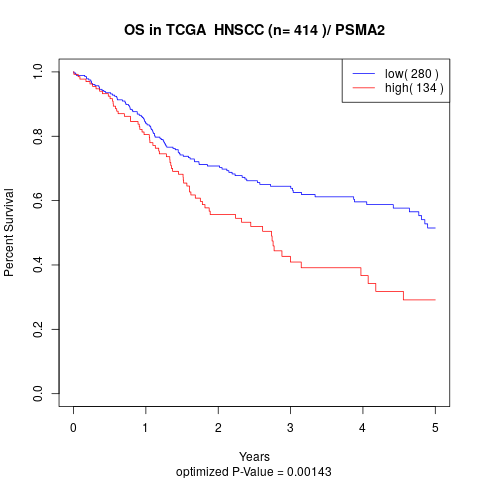 OS in TCGA  HNSCC (n= 414 )/ PSMA2
low( 280 )
high( 134 )
Percent Survival
1.0
0.8
0.6
0.4
0.2
0.0
0 1 2 3 4 5
Years
optimized P-Value = 0.00143